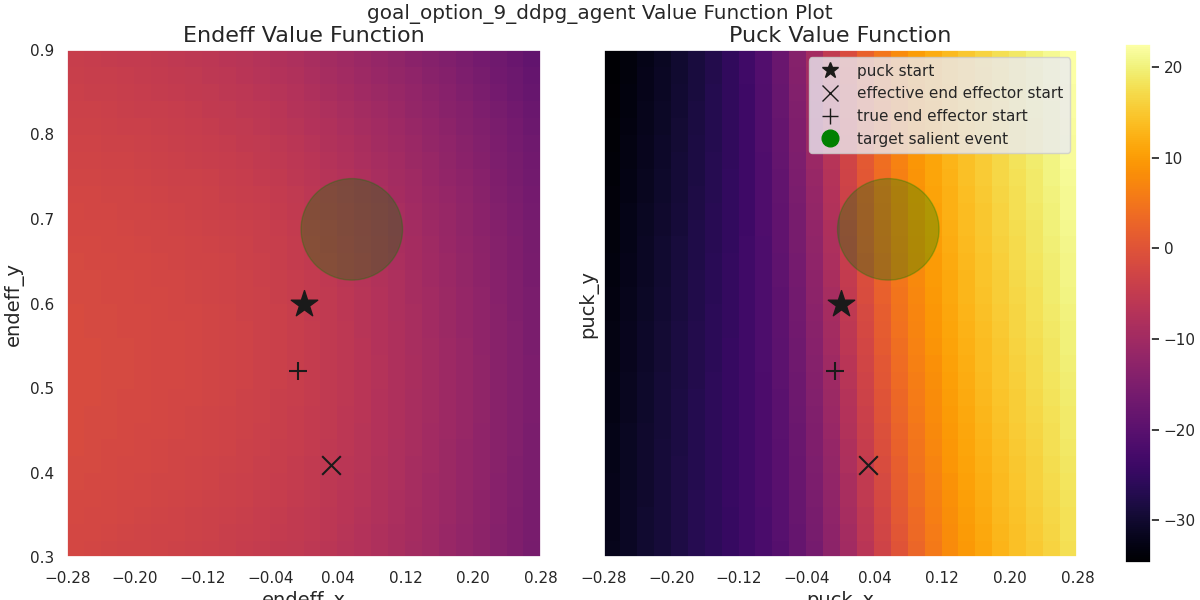 goal_option_9_ddpg_agent Value Function Plot
Endeff Value Function
Puck Value Function
0.9
0.8
0.7
0.6
0.5
0.4
0.3
endeff_y
−0.28 −0.20 −0.12 −0.04 0.04 0.12 0.20 0.28
endeff_x
puck_y
puck start
effective end effector start
true end effector start
target salient event
−0.28 −0.20 −0.12 −0.04 0.04 0.12 0.20 0.28
puck_x
20
10
0
−10
−20
−30